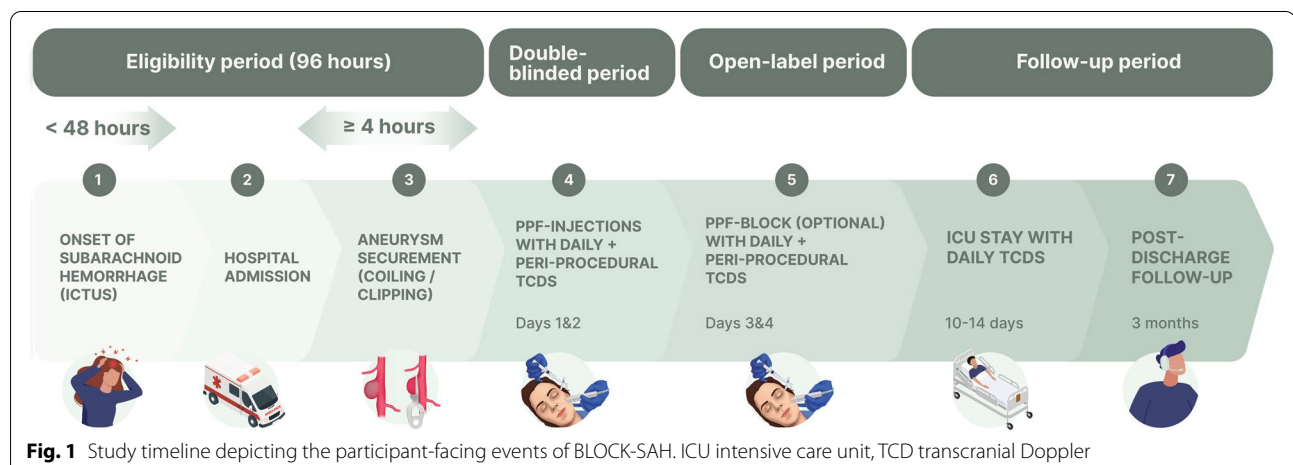 Eligibility period (96 hours)
Double-
blinded period
Open-label period
Follow-up period
< 48 hours
≥ 4 hours
1
2
3
4
5
6
7
ONSET OF
SUBARACHNOID
HEMORRHAGE
(ICTUS)
HOSPITAL
ADMISSION
ANEURYSM
SECUREMENT
(COILING /
CLIPPING)
PPF-INJECTIONS
WITH DAILY +
PERI-PROCEDURAL
TCDS
Days 1&2
PPF-BLOCK (OPTIONAL)
WITH DAILY +
PERI-PROCEDURAL
TCDS
Days 3&4
ICU STAY WITH
DAILY TCDS
10-14 days
POST-
DISCHARGE
FOLLOW-UP
3 months
Fig. 1 Study timeline depicting the participant-facing events of BLOCK-SAH. ICU intensive care unit, TCD transcranial Doppler